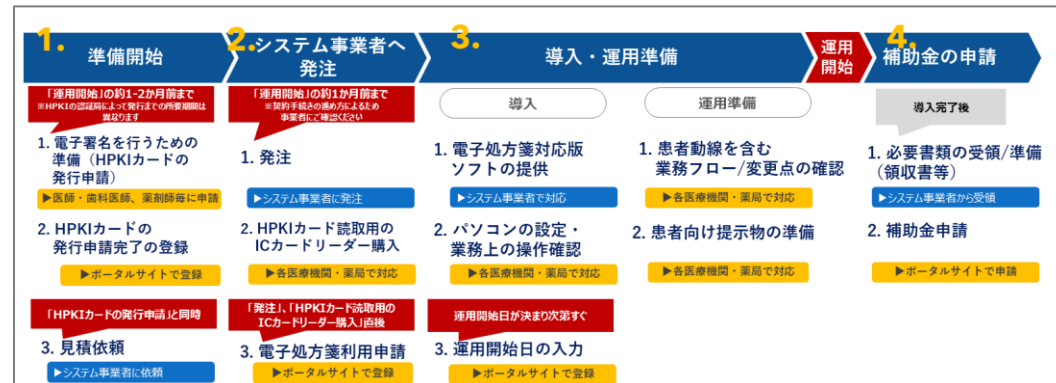 1.
準備開始
2.
システム事業者へ
発注
3.
導入・運用準備
運用
開始
4.
補助金の申請
「運用開始」の約1-2か月前まで
※HPKIの認証局によって発行までの所要期間は
異なります
1. 電子署名を行うための
準備（HPKIカードの
発行申請）
▶医師・歯科医師、薬剤師毎に申請
2. HPKIカードの
発行申請完了の登録
▶ポータルサイトで登録
「HPKIカードの発行申請」と同時
3. 見積依頼
▶システム事業者に依頼
「運用開始」の約1か月前まで
※契約手続きの進め方によるため
事業者にご確認ください
1. 発注
▶システム事業者に発注
2. HPKIカード読取用の
ICカードリーダー購入
▶各医療機関・薬局で対応
「発注」、「HPKIカード読取用の
ICカードリーダー購入」直後
3. 電子処方箋利用申請
▶ポータルサイトで登録
導入
1. 電子処方箋対応版
ソフトの提供
▶システム事業者で対応
2. パソコンの設定・
業務上の操作確認
▶各医療機関・薬局で対応
運用開始日が決まり次第すぐ
3. 運用開始日の入力
▶ポータルサイトで登録
運用準備
1. 患者動線を含む
業務フロー/変更点の確認
▶各医療機関・薬局で対応
2. 患者向け提示物の準備
▶各医療機関・薬局で対応
導入完了後
1. 必要書類の受領/準備
（領収書等）
▶システム事業者から受領
2. 補助金申請
▶ポータルサイトで申請